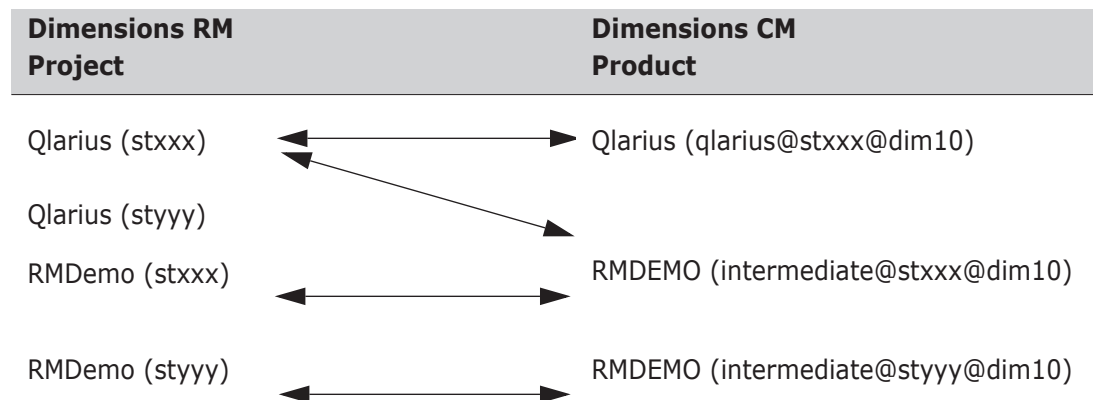 Dimensions RM Project
Dimensions CM Product
Qlarius (stxxx)
Qlarius (qlarius@stxxx@dim10)
Qlarius (styyy)
RMDemo (stxxx)
RMDEMO (intermediate@stxxx@dim10)
RMDemo (styyy)
RMDEMO (intermediate@styyy@dim10)